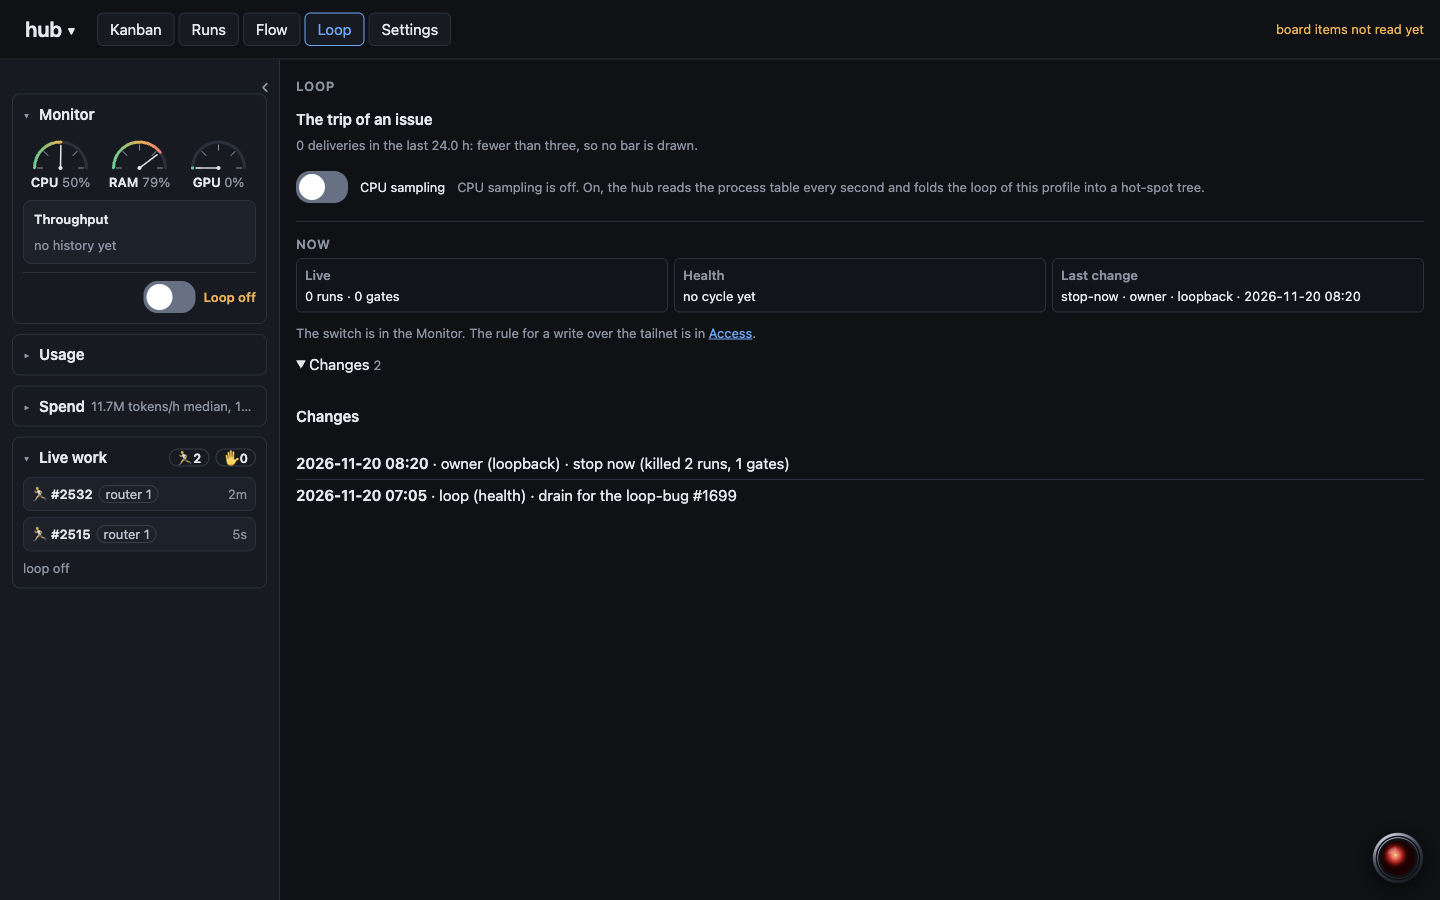 hub ▾ Kanban Runs Flow Loop Settings board items not read yet
Monitor
CPU 50% RAM 79% GPU 0%
Throughput
no history yet
Loop off
Usage
Spend 11.7M tokens/h median, 1...
Live work 2 0
#2532 router 1 2m
#2515 router 1 5s
loop off
LOOP
The trip of an issue
0 deliveries in the last 24.0 h: fewer than three, so no bar is drawn.
CPU sampling CPU sampling is off. On, the hub reads the process table every second and folds the loop of this profile into a hot-spot tree.
NOW
Live
0 runs · 0 gates
Health
no cycle yet
Last change
stop-now · owner · loopback · 2026-11-20 08:20
The switch is in the Monitor. The rule for a write over the tailnet is in Access.
▼ Changes 2
Changes
2026-11-20 08:20 · owner (loopback) · stop now (killed 2 runs, 1 gates)
2026-11-20 07:05 · loop (health) · drain for the loop-bug #1699